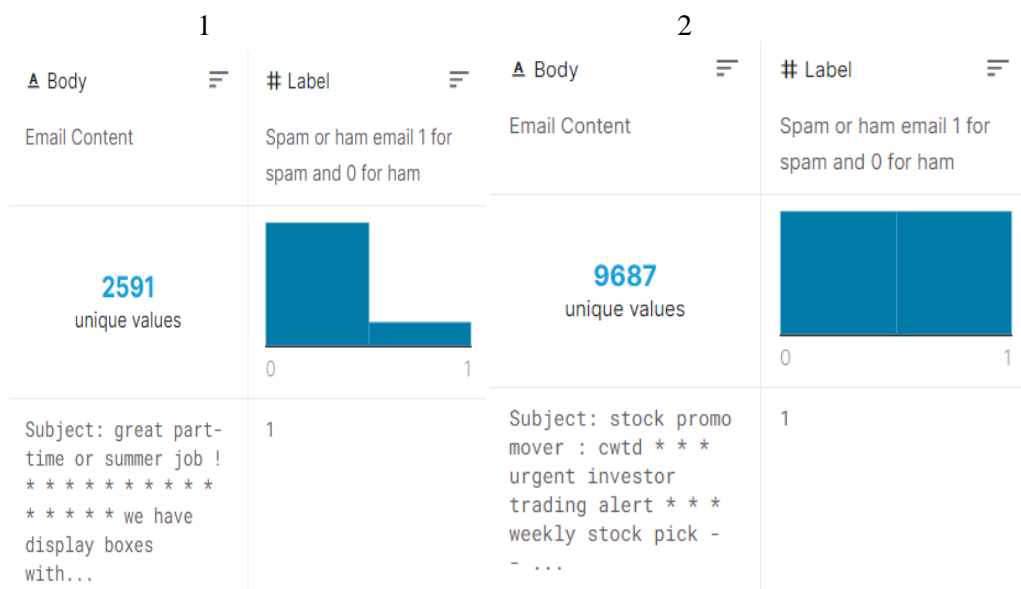 1
A Body
# Label
Email Content
Spam or ham email 1 for
spam and 0 for ham
2591
unique values
0
1
Subject: great part-
time or summer job !
* * * * * * * * * *
* * * * * we have
display boxes
with...
1
2
A Body
# Label
Email Content
Spam or ham email 1 for
spam and 0 for ham
9687
unique values
0
1
Subject: stock promo
mover : cwtd * * *
urgent investor
trading alert * * *
weekly stock pick -
- ...
1